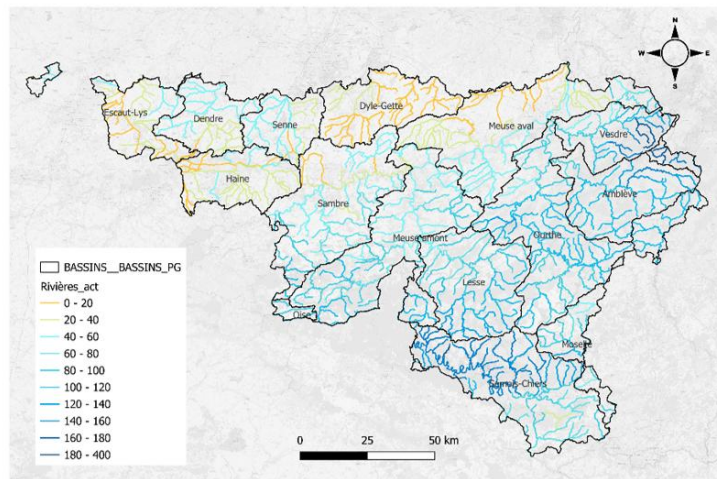 N
W E
S
Escaut-Lys
Dendre
Senne
Dyle-Gette
Meuse aval
Vesdre
Haine
Sambre
Amblève
Meuse amont
Ourthe
Lesse
Oise
Moselle
Semois-Chiers
BASSINS__BASSINS_PG
Rivières_act
0 - 20
20 - 40
40 - 60
60 - 80
80 - 100
100 - 120
120 - 140
140 - 160
160 - 180
180 - 400
0 25 50 km